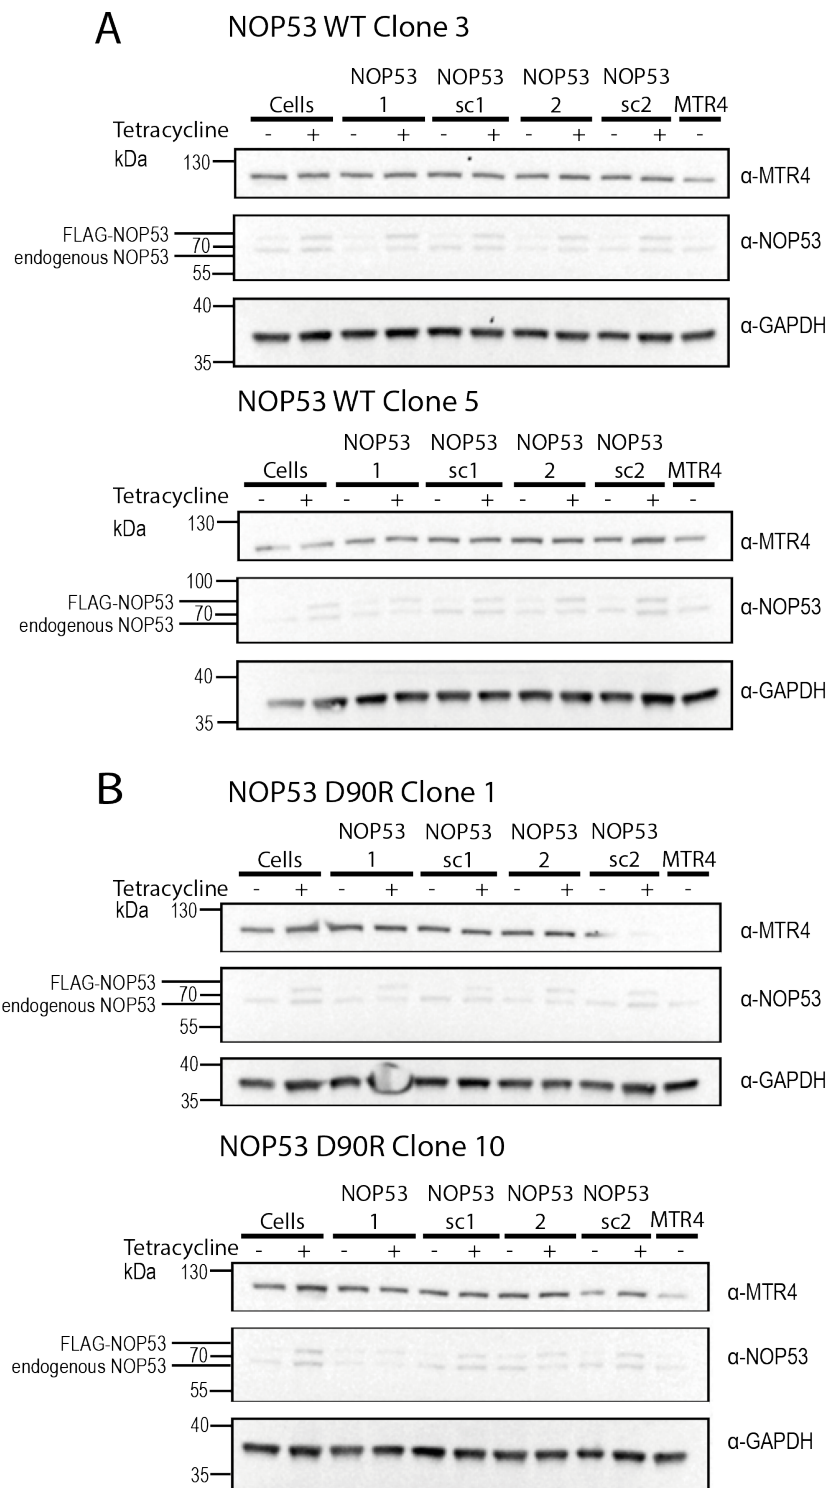 A
NOP53 WT Clone 3
NOP53 NOP53 NOP53 NOP53
Cells 1 sc1 2 sc2 MTR4
Tetracycline - + - + - + - + - + -
kDa 130 α-MTR4
FLAG-NOP53
70 α-NOP53
endogenous NOP53
55
40
α-GAPDH
35
NOP53 WT Clone 5
NOP53 NOP53 NOP53 NOP53
Cells 1 sc1 2 sc2 MTR4
Tetracycline - + - + - + - + - + -
kDa 130 α-MTR4
100
FLAG-NOP53 α-NOP53
70
endogenous NOP53
40
α-GAPDH
35
B
NOP53 D90R Clone 1
NOP53 NOP53 NOP53 NOP53
Cells 1 sc1 2 sc2 MTR4
Tetracycline - + - + - + - + - + -
kDa 130 α-MTR4
FLAG-NOP53
70 α-NOP53
endogenous NOP53
55
40
α-GAPDH
35
NOP53 D90R Clone 10
NOP53 NOP53 NOP53 NOP53
Cells 1 sc1 2 sc2 MTR4
Tetracycline - + - + - + - + - + -
kDa 130 α-MTR4
FLAG-NOP53
70 α-NOP53
endogenous NOP53
55
40
α-GAPDH
35